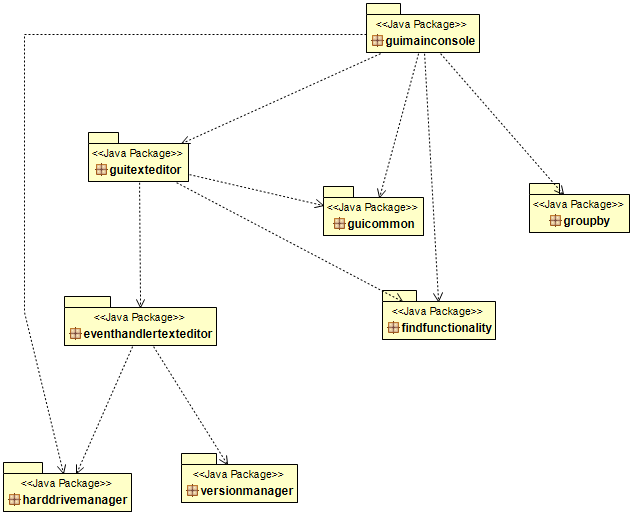 <<Java Package>>
guimainconsole
<<Java Package>>
guitexteditor
<<Java Package>>
guicommon
<<Java Package>>
groupby
<<Java Package>>
eventhandlertexteditor
<<Java Package>>
findfunctionality
<<Java Package>>
harddrivemanager
<<Java Package>>
versionmanager